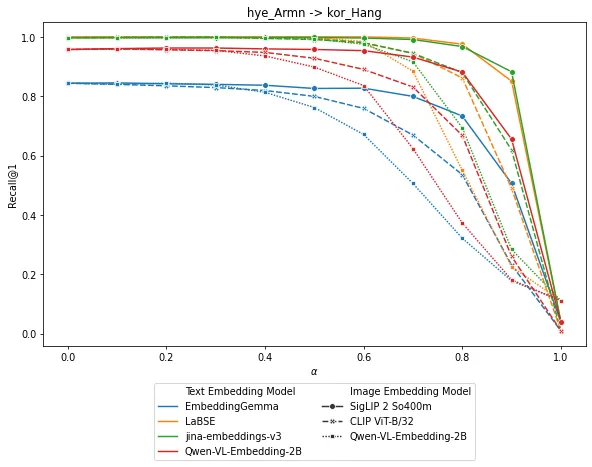 hye_Armn -> kor_Hang
1.0
0.8
0.6
0.4
0.2
0.0
Recall@1
0.0 0.2 0.4 0.6 0.8 1.0
α
Text Embedding Model Image Embedding Model
EmbeddingGemma SigLIP 2 So400m
LaBSE CLIP ViT-B/32
jina-embeddings-v3 Qwen-VL-Embedding-2B
Qwen-VL-Embedding-2B